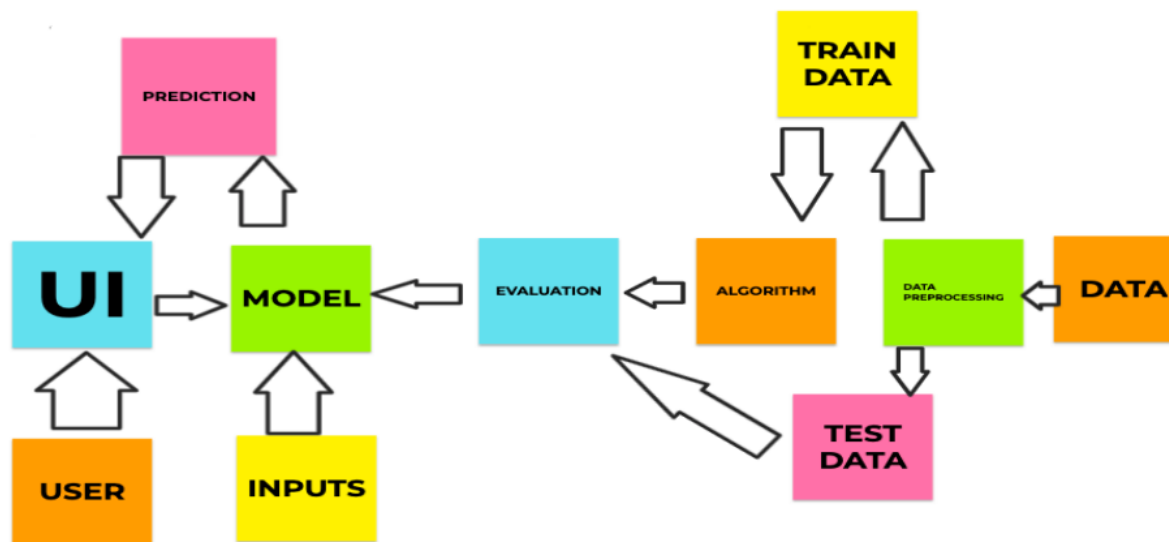 TRAIN
DATA
PREDICTION
UI
MODEL
EVALUATION
ALGORITHM
DATA
PREPROCESSING
DATA
TEST
DATA
USER
INPUTS